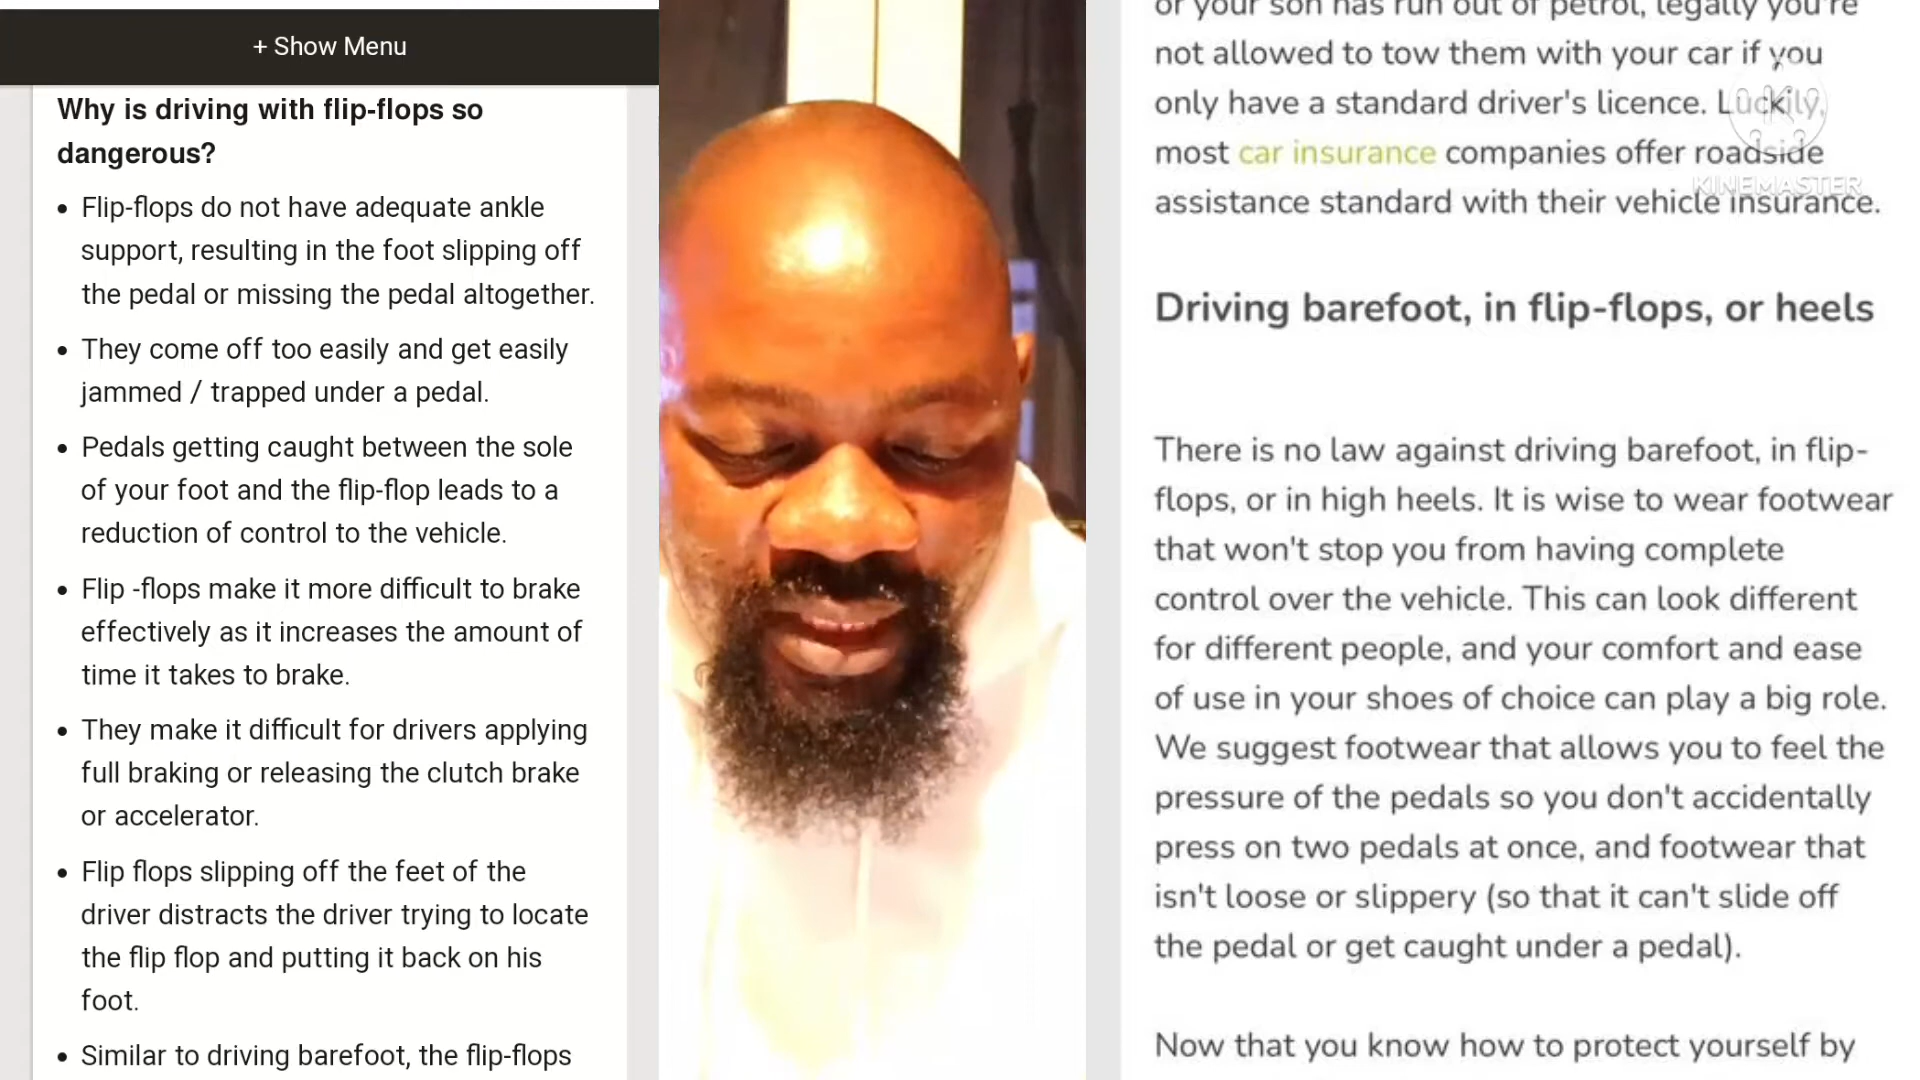 + Show Menu
Why is driving with flip-flops so
dangerous?
• Flip-flops do not have adequate ankle
support, resulting in the foot slipping off
the pedal or missing the pedal altogether.
• They come off too easily and get easily
jammed / trapped under a pedal.
• Pedals getting caught between the sole
of your foot and the flip-flop leads to a
reduction of control to the vehicle.
• Flip -flops make it more difficult to brake
effectively as it increases the amount of
time it takes to brake.
• They make it difficult for drivers applying
full braking or releasing the clutch brake
or accelerator.
• Flip flops slipping off the feet of the
driver distracts the driver trying to locate
the flip flop and putting it back on his
foot.
• Similar to driving barefoot, the flip-flops
or your son has run out of petrol, legally you're
not allowed to tow them with your car if you
only have a standard driver's licence. Luckily,
most car insurance companies offer roadside
assistance standard with their vehicle insurance.
KINEMASTER
Driving barefoot, in flip-flops, or heels
There is no law against driving barefoot, in flip-
flops, or in high heels. It is wise to wear footwear
that won't stop you from having complete
control over the vehicle. This can look different
for different people, and your comfort and ease
of use in your shoes of choice can play a big role.
We suggest footwear that allows you to feel the
pressure of the pedals so you don't accidentally
press on two pedals at once, and footwear that
isn't loose or slippery (so that it can't slide off
the pedal or get caught under a pedal).
Now that you know how to protect yourself by